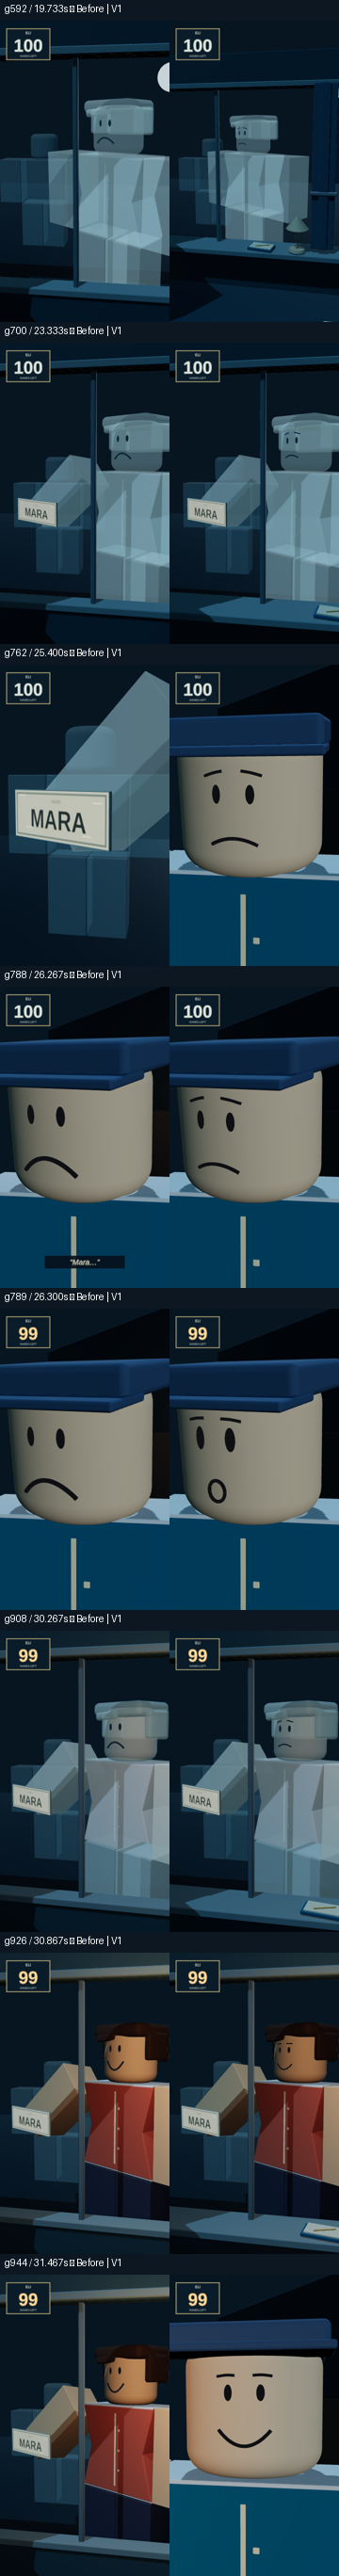 g592 / 19.733s Before | V1
100
100
g700 / 23.333s Before | V1
100
100
MARA
MARA
g762 / 25.400s Before | V1
100
100
MARA
g788 / 26.267s Before | V1
100
100
"Mara..."
g789 / 26.300s Before | V1
99
99
g908 / 30.267s Before | V1
99
99
MARA
MARA
g926 / 30.867s Before | V1
99
99
MARA
MARA
g944 / 31.467s Before | V1
99
99
MARA